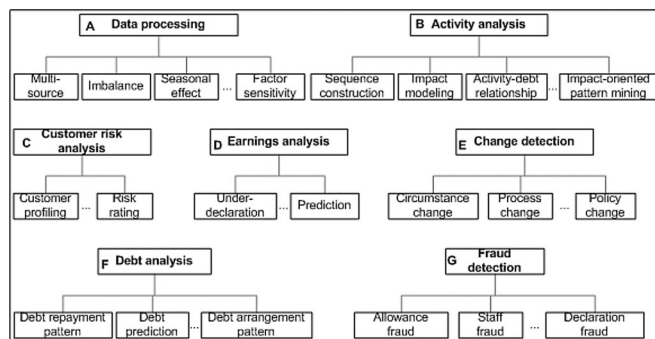 A Data processing
Multi-
source
Imbalance
Seasonal
effect
...
Factor
sensitivity
B Activity analysis
Sequence
construction
Impact
modeling
Activity-debt
relationship
...
Impact-oriented
pattern mining
C Customer risk
analysis
Customer
profiling
...
Risk
rating
D Earnings analysis
Under-
declaration
...
Prediction
E Change detection
Circumstance
change
Process
change
...
Policy
change
F Debt analysis
Debt repayment
pattern
Debt
prediction
...
Debt arrangement
pattern
G Fraud
detection
Allowance
fraud
Staff
fraud
...
Declaration
fraud